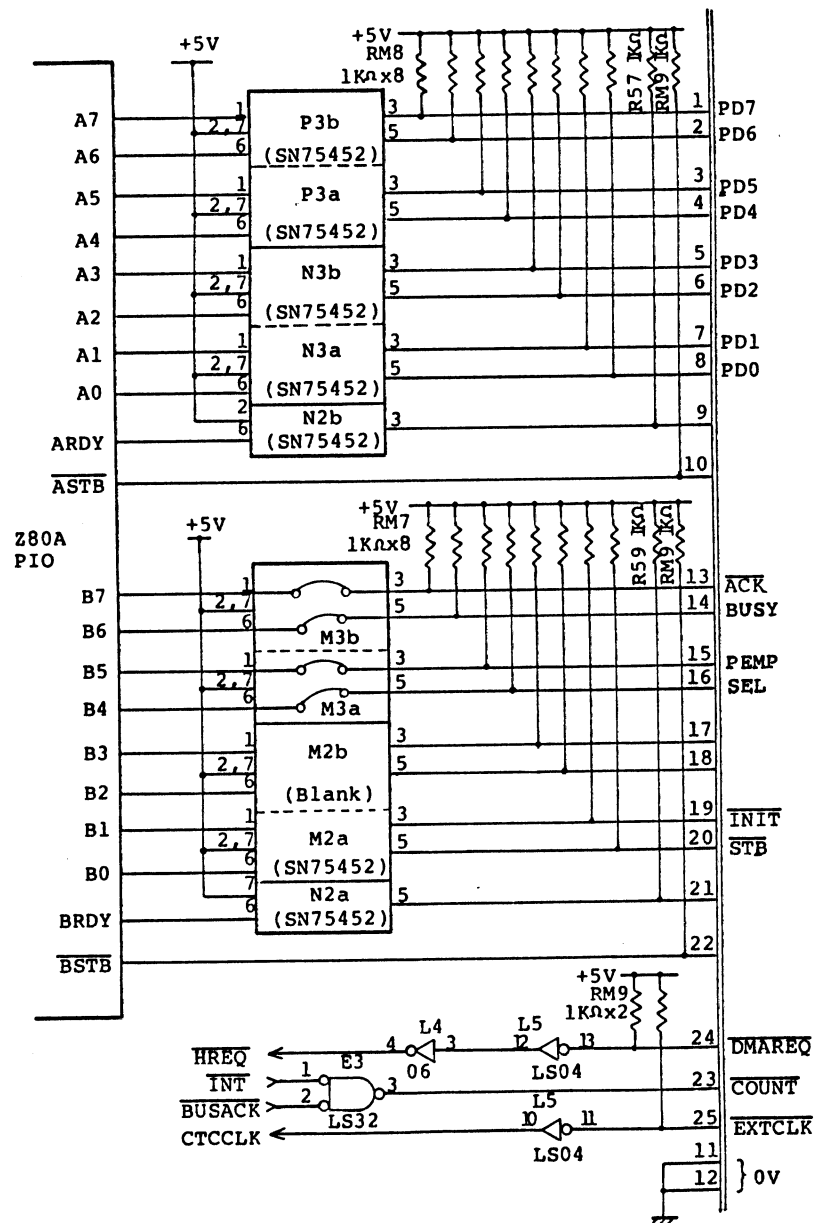 +5V
+5V
RM8
1KΩx8
R57 1KΩ
RM9 1KΩ
A7 1 P3b 3 1 PD7
2,7 5 2 PD6
A6 6 (SN75452)
A5 1 P3a 3 3 PD5
2,7 5 4 PD4
A4 6 (SN75452)
A3 1 N3b 3 5 PD3
2,7 5 6 PD2
A2 6 (SN75452)
A1 1 N3a 3 7 PD1
2,7 5 8 PD0
A0 6 (SN75452)
2 N2b 3 9
ARDY 6 (SN75452)
ASTB 10
Z80A
PIO
+5V
+5V
RM7
1KΩx8
R59 1KΩ
RM9 1KΩ
B7 1 3 13 ACK
2,7 5 14 BUSY
B6 6 M3b
B5 1 3 15 PEMP
2,7 5 16 SEL
B4 6 M3a
B3 1 M2b 3 17
2,7 5 18
B2 6 (Blank)
B1 1 3 19 INIT
2,7 M2a 5 20 STB
B0 6 (SN75452)
7 N2a 5 21
BRDY 6 (SN75452)
BSTB 22
+5V
RM9
1KΩx2
HREQ 4 L4 3 12 L5 13 24 DMAREQ
06 LS04
INT 1 E3 3 23 COUNT
BUSACK 2 LS32
CTCCLK 10 L5 11 25 EXTCLK
LS04
11
12 } 0V